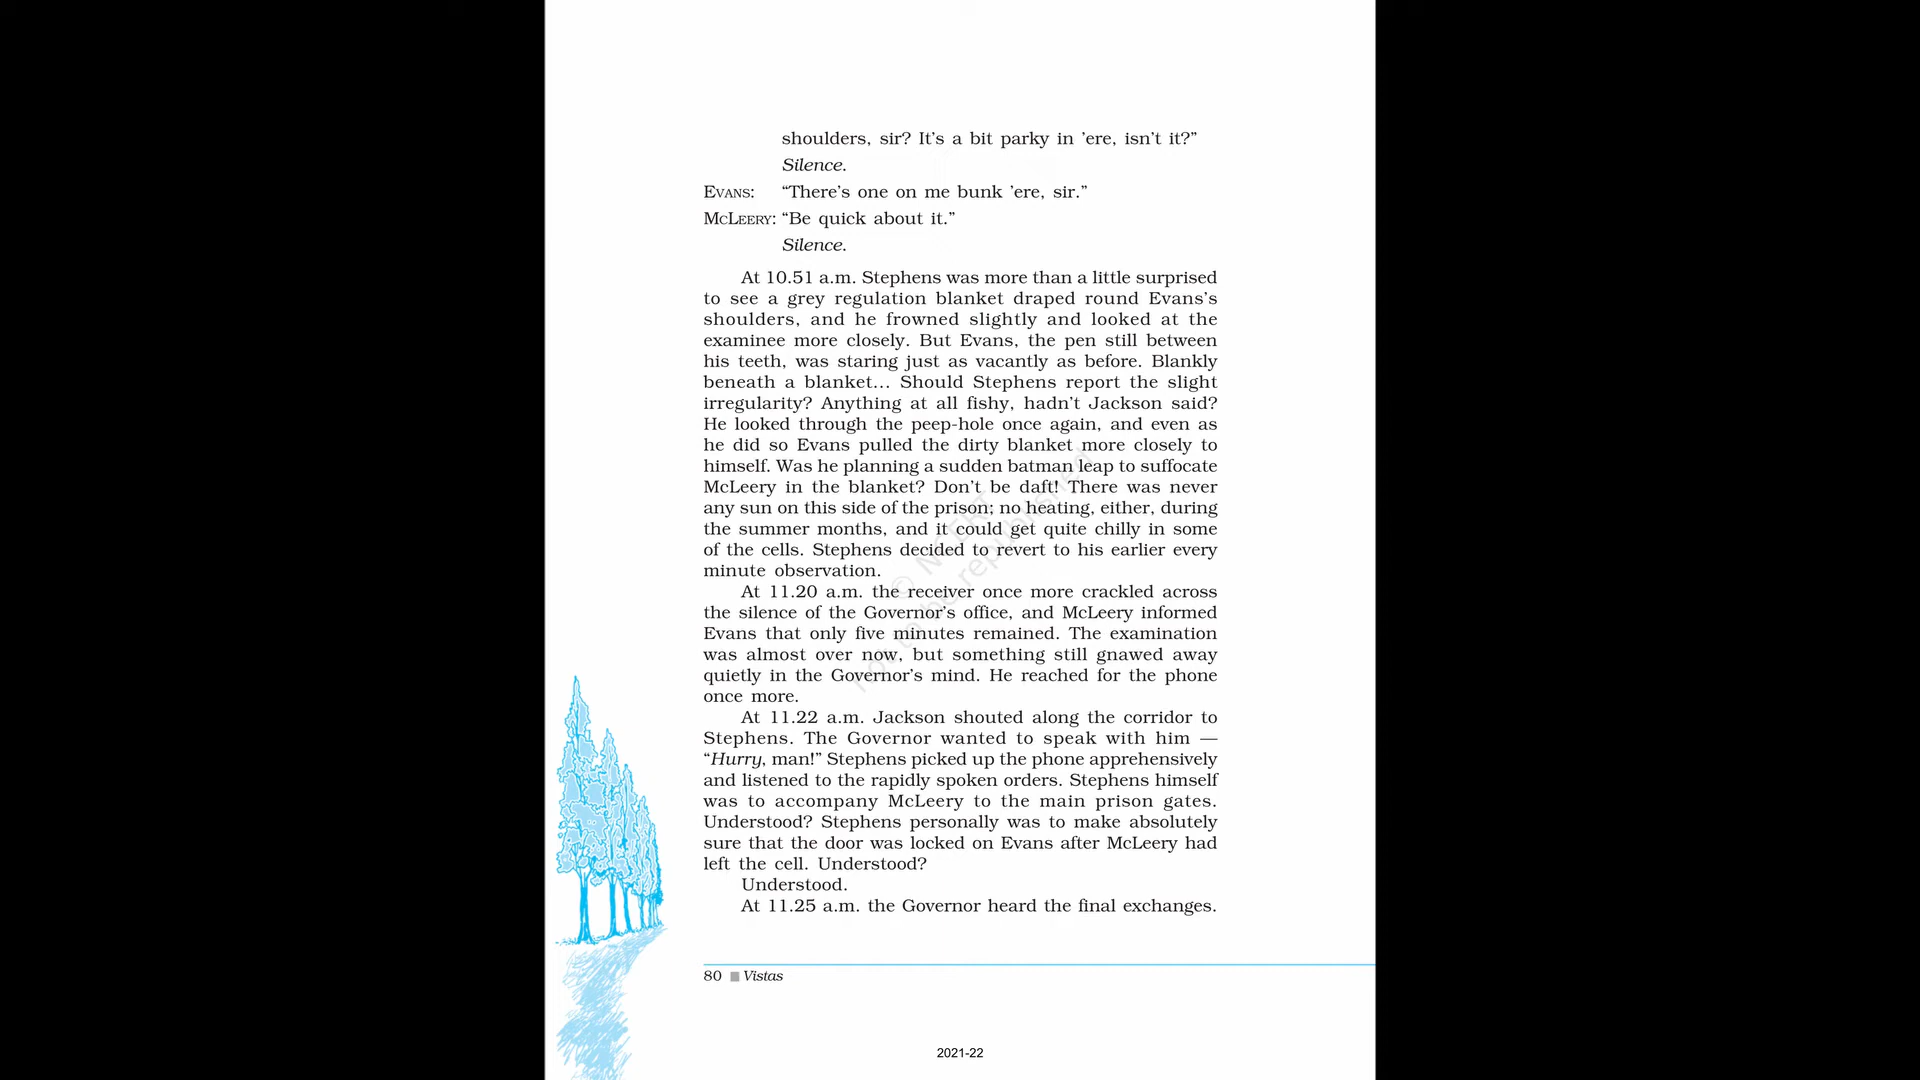 shoulders, sir? It's a bit parky in 'ere, isn't it?”
Silence.
EVANS: “There's one on me bunk 'ere, sir.”
MCLEERY: “Be quick about it.”
Silence.
At 10.51 a.m. Stephens was more than a little surprised
to see a grey regulation blanket draped round Evans's
shoulders, and he frowned slightly and looked at the
examinee more closely. But Evans, the pen still between
his teeth, was staring just as vacantly as before. Blankly
beneath a blanket... Should Stephens report the slight
irregularity? Anything at all fishy, hadn't Jackson said?
He looked through the peep-hole once again, and even as
he did so Evans pulled the dirty blanket more closely to
himself. Was he planning a sudden batman leap to suffocate
McLeery in the blanket? Don't be daft! There was never
any sun on this side of the prison; no heating, either, during
the summer months, and it could get quite chilly in some
of the cells. Stephens decided to revert to his earlier every
minute observation.
At 11.20 a.m. the receiver once more crackled across
the silence of the Governor's office, and McLeery informed
Evans that only five minutes remained. The examination
was almost over now, but something still gnawed away
quietly in the Governor's mind. He reached for the phone
once more.
At 11.22 a.m. Jackson shouted along the corridor to
Stephens. The Governor wanted to speak with him —
“Hurry, man!” Stephens picked up the phone apprehensively
and listened to the rapidly spoken orders. Stephens himself
was to accompany McLeery to the main prison gates.
Understood? Stephens personally was to make absolutely
sure that the door was locked on Evans after McLeery had
left the cell. Understood?
Understood.
At 11.25 a.m. the Governor heard the final exchanges.
© NCERT
not to be republished
80 ■ Vistas
2021-22